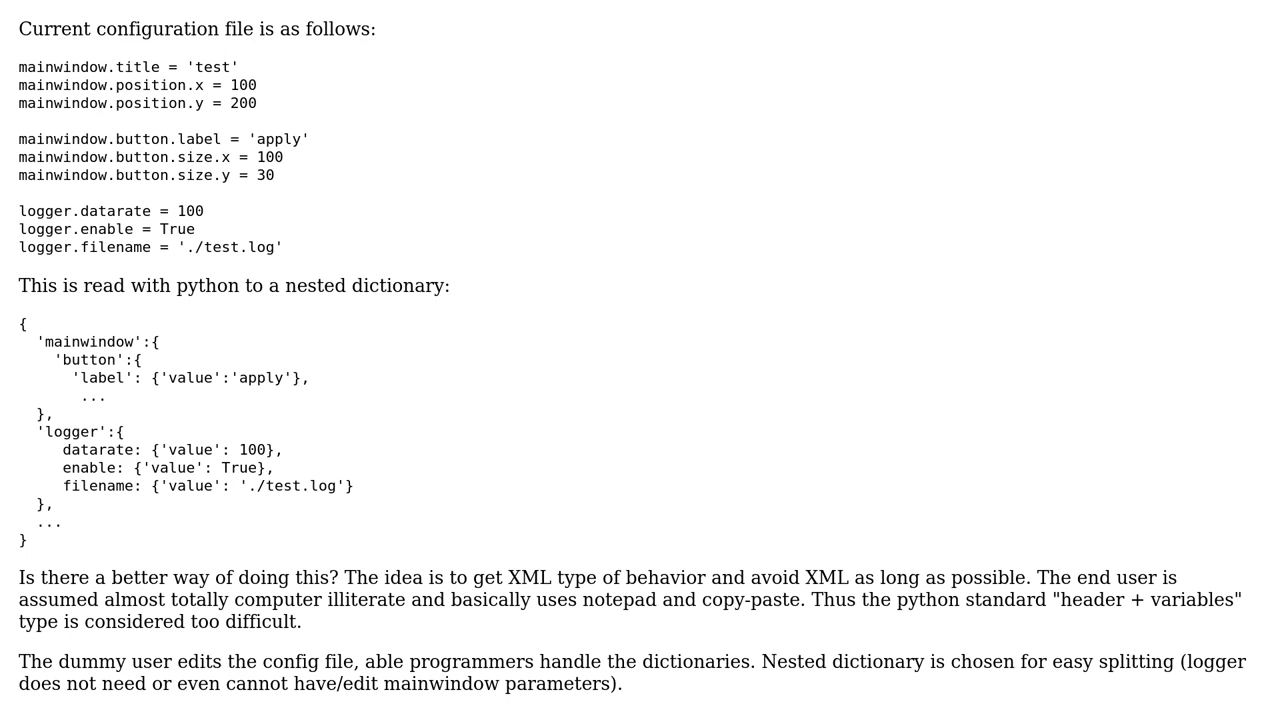 Current configuration file is as follows:
mainwindow.title = 'test'
mainwindow.position.x = 100
mainwindow.position.y = 200
mainwindow.button.label = 'apply'
mainwindow.button.size.x = 100
mainwindow.button.size.y = 30
logger.datarate = 100
logger.enable = True
logger.filename = './test.log'
This is read with python to a nested dictionary:
{
  'mainwindow':{
    'button':{
      'label': {'value':'apply'},
       ...
  },
  'logger':{
     datarate: {'value': 100},
     enable: {'value': True},
     filename: {'value': './test.log'}
  },
  ...
}
Is there a better way of doing this? The idea is to get XML type of behavior and avoid XML as long as possible. The end user is
assumed almost totally computer illiterate and basically uses notepad and copy-paste. Thus the python standard "header + variables"
type is considered too difficult.
The dummy user edits the config file, able programmers handle the dictionaries. Nested dictionary is chosen for easy splitting (logger
does not need or even cannot have/edit mainwindow parameters).